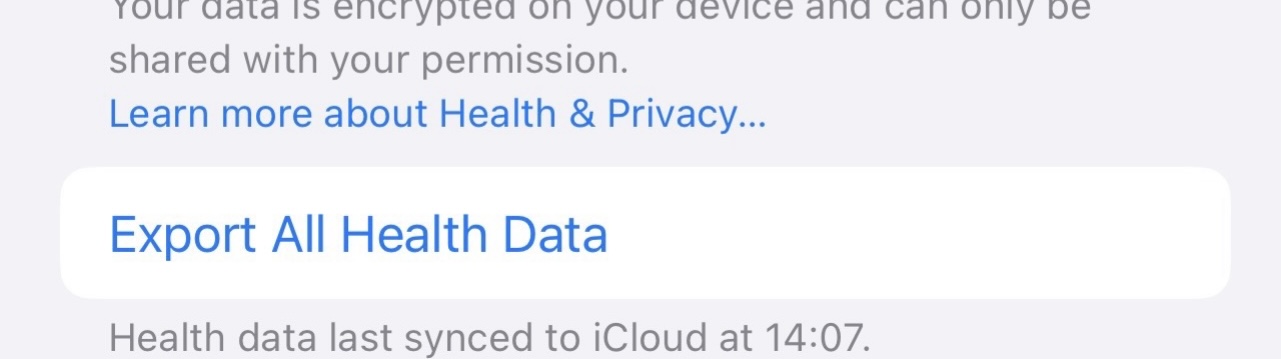 Your data is encrypted on your device and can only be
shared with your permission.
Learn more about Health & Privacy...
Export All Health Data
Health data last synced to iCloud at 14:07.